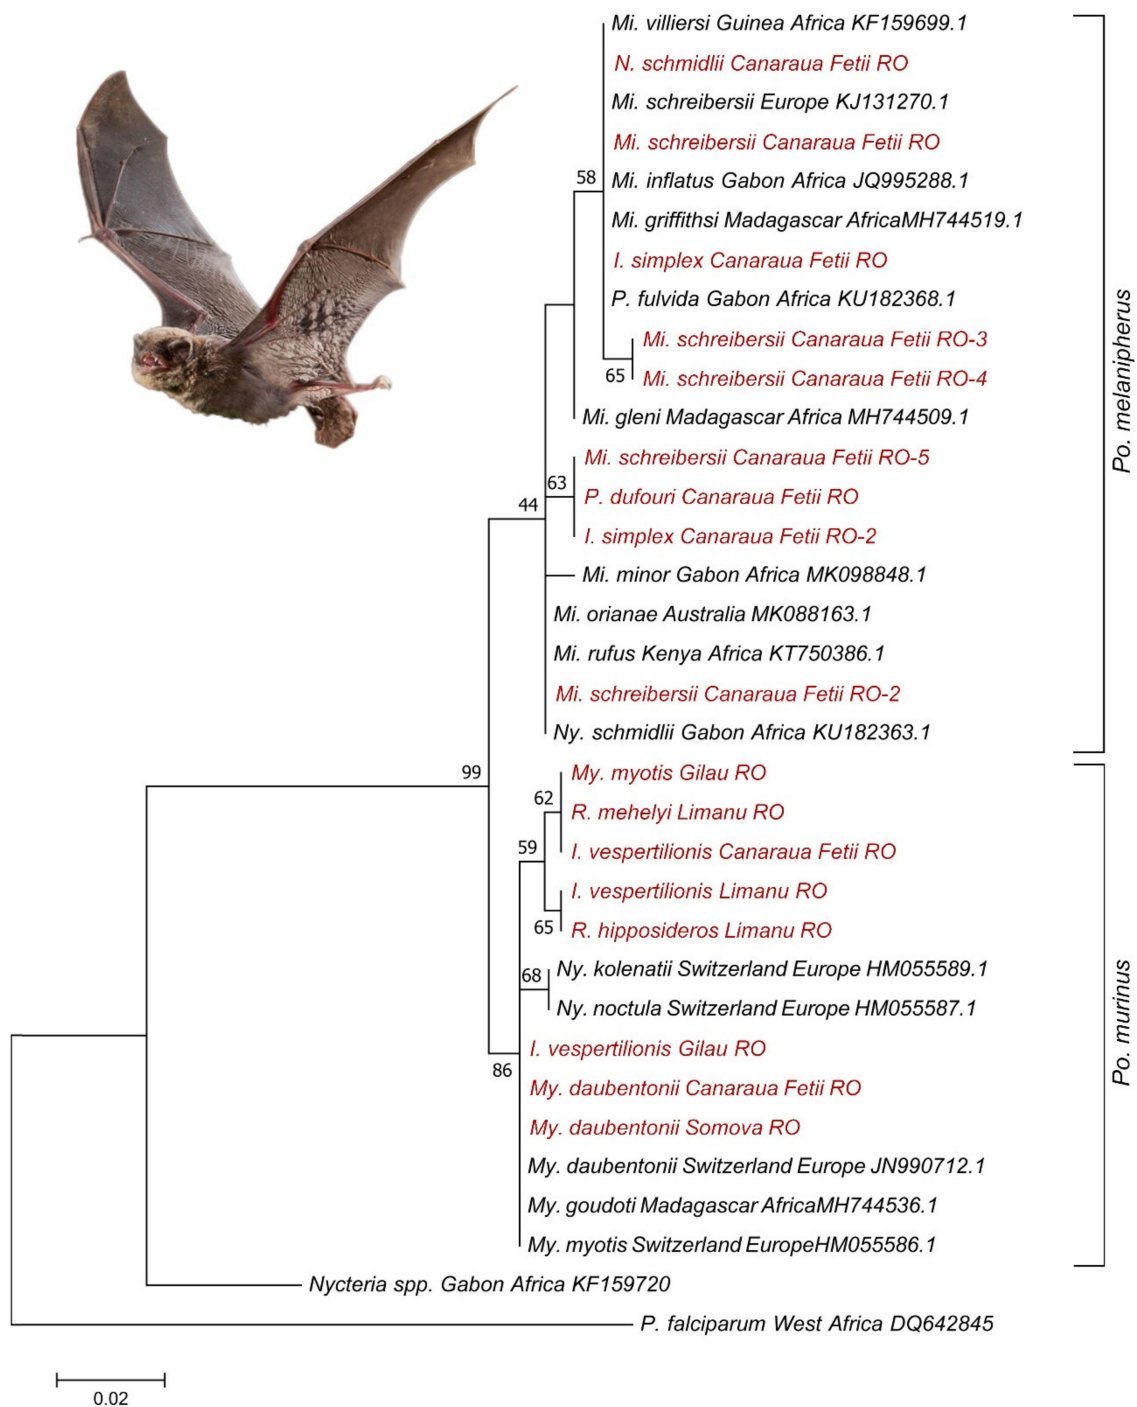 Mi. villiersi Guinea Africa KF159699.1
N. schmidlii Canaraua Fetii RO
Mi. schreibersii Europe KJ131270.1
Mi. schreibersii Canaraua Fetii RO
58
Mi. inflatus Gabon Africa JQ995288.1
Mi. griffithsi Madagascar AfricaMH744519.1
I. simplex Canaraua Fetii RO
P. fulvida Gabon Africa KU182368.1
Mi. schreibersii Canaraua Fetii RO-3
65
Mi. schreibersii Canaraua Fetii RO-4
Mi. gleni Madagascar Africa MH744509.1
Po. melanipherus
Mi. schreibersii Canaraua Fetii RO-5
63
P. dufouri Canaraua Fetii RO
44
I. simplex Canaraua Fetii RO-2
Mi. minor Gabon Africa MK098848.1
Mi. orianae Australia MK088163.1
Mi. rufus Kenya Africa KT750386.1
Mi. schreibersii Canaraua Fetii RO-2
Ny. schmidlii Gabon Africa KU182363.1
99
My. myotis Gilau RO
62
R. mehelyi Limanu RO
59
I. vespertilionis Canaraua Fetii RO
I. vespertilionis Limanu RO
65
R. hipposideros Limanu RO
Ny. kolenatii Switzerland Europe HM055589.1
68
Ny. noctula Switzerland Europe HM055587.1
Po. murinus
I. vespertilionis Gilau RO
86
My. daubentonii Canaraua Fetii RO
My. daubentonii Somova RO
My. daubentonii Switzerland Europe JN990712.1
My. goudoti Madagascar AfricaMH744536.1
My. myotis Switzerland EuropeHM055586.1
Nycteria spp. Gabon Africa KF159720
P. falciparum West Africa DQ642845
0.02